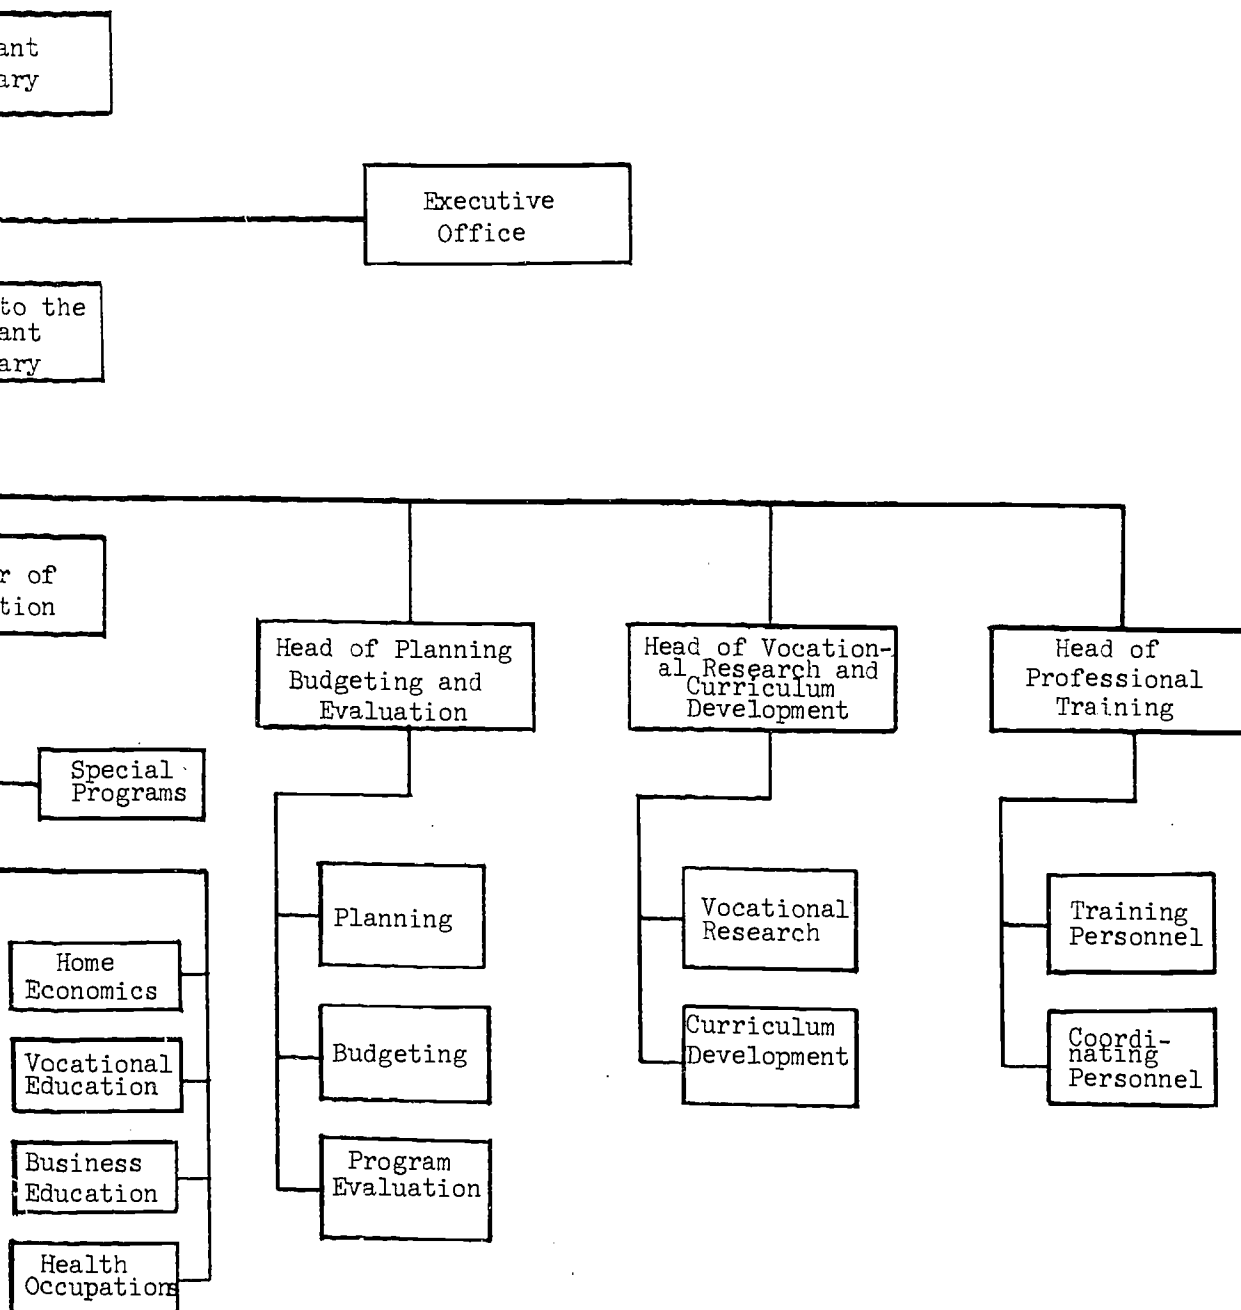 ant
ary
Executive
Office
to the
ant
ary
r of
tion
Head of Planning
Budgeting and
Evaluation
Head of Vocation-
al Research and
Curriculum
Development
Head of
Professional
Training
Special
Programs
Planning
Vocational
Research
Training
Personnel
Home
Economics
Budgeting
Curriculum
Development
Coordi-
nating
Personnel
Vocational
Education
Business
Education
Program
Evaluation
Health
Occupations